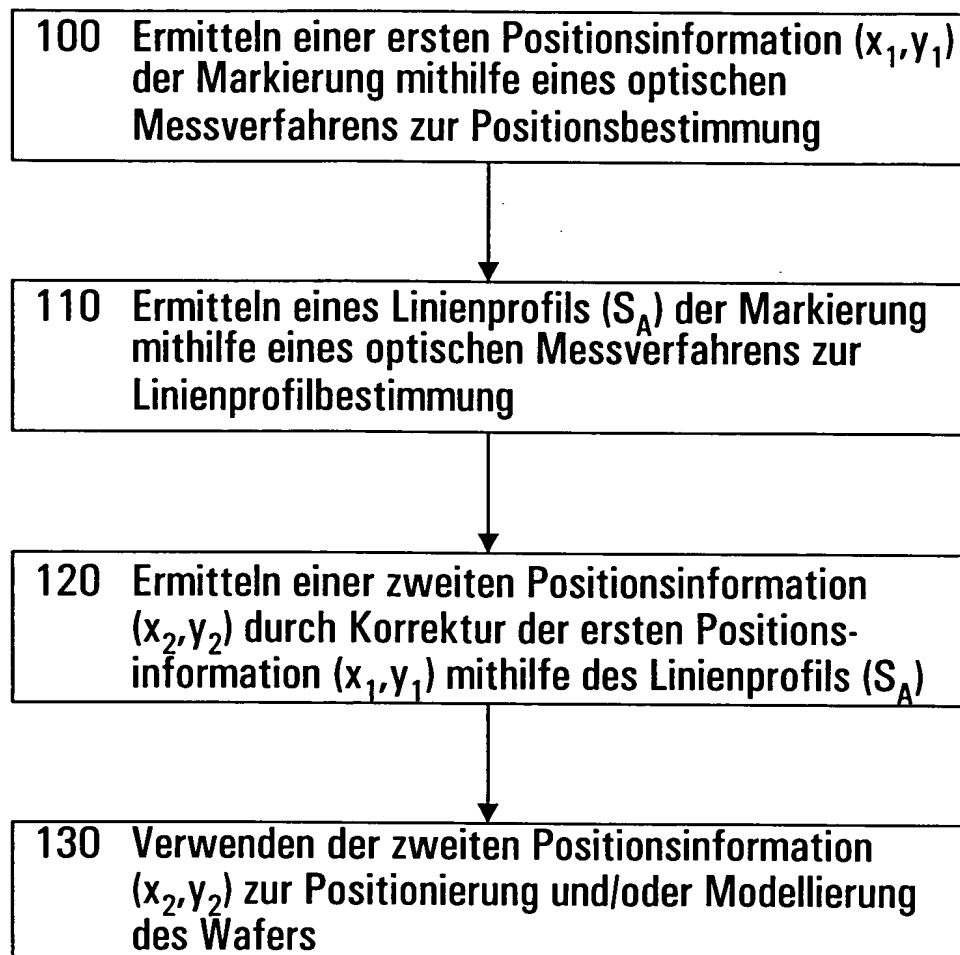 100 Ermitteln einer ersten Positionsinformation (x₁,y₁)
der Markierung mithilfe eines optischen
Messverfahrens zur Positionsbestimmung
110 Ermitteln eines Linienprofils (S_A) der Markierung
mithilfe eines optischen Messverfahrens zur
Linienprofilbestimmung
120 Ermitteln einer zweiten Positionsinformation
(x₂,y₂) durch Korrektur der ersten Positions-
information (x₁,y₁) mithilfe des Linienprofils (S_A)
130 Verwenden der zweiten Positionsinformation
(x₂,y₂) zur Positionierung und/oder Modellierung
des Wafers